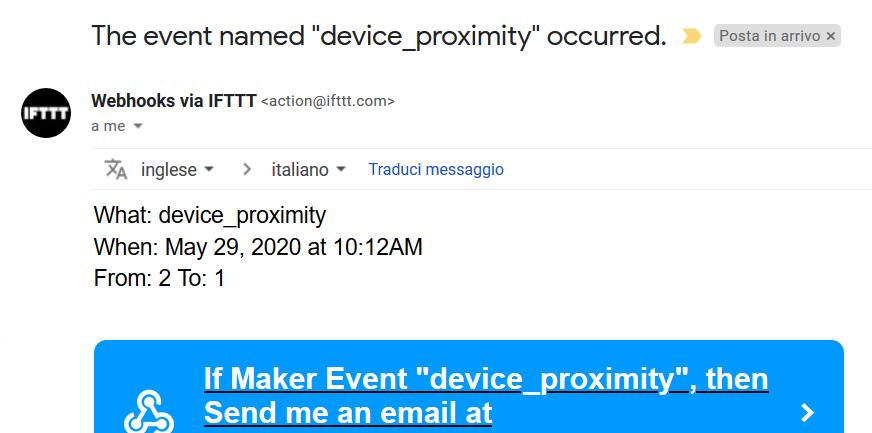 The event named "device_proximity" occurred. Posta in arrivo ×
IFTTT
Webhooks via IFTTT <action@ifttt.com>
a me
inglese > italiano Traduci messaggio
What: device_proximity
When: May 29, 2020 at 10:12AM
From: 2 To: 1
If Maker Event "device_proximity", then
Send me an email at